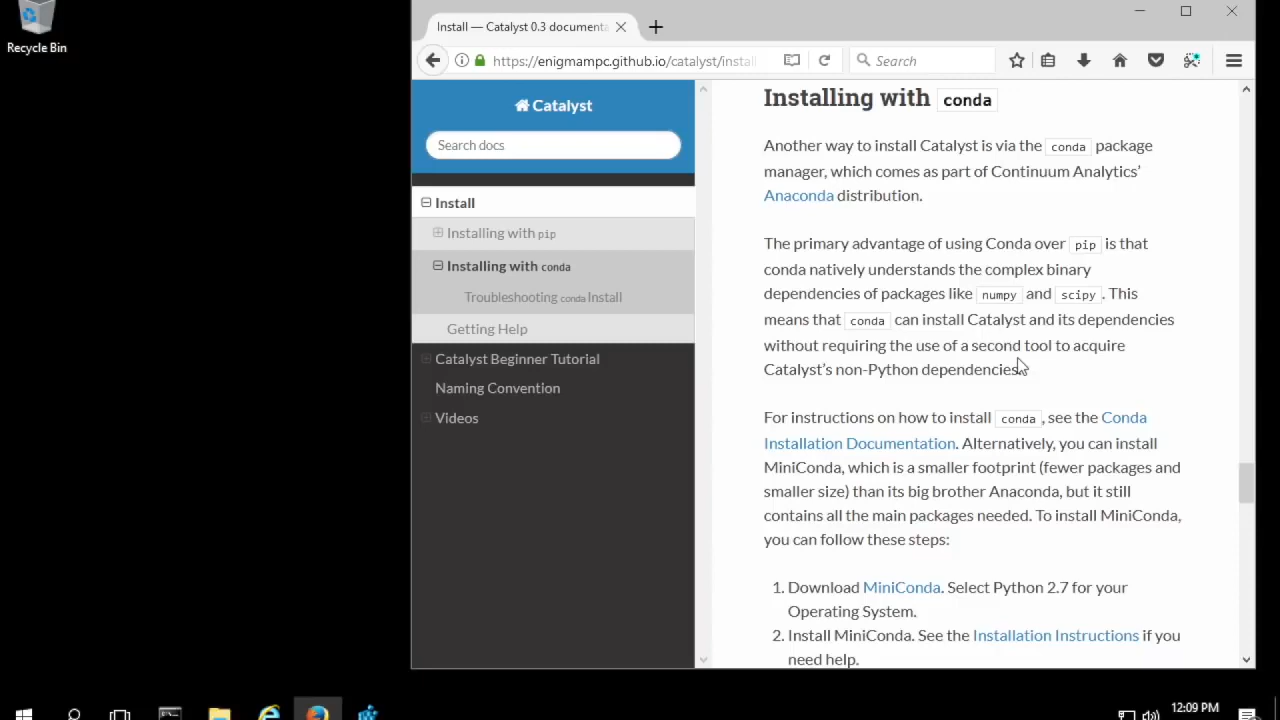 Recycle Bin
Install — Catalyst 0.3 documenta
https://enigmampc.github.io/catalyst/instal
Search
Catalyst
Search docs
Install
Installing with pip
Installing with conda
Troubleshooting conda Install
Getting Help
Catalyst Beginner Tutorial
Naming Convention
Videos
Installing with conda
Another way to install Catalyst is via the conda package
manager, which comes as part of Continuum Analytics’
Anaconda distribution.
The primary advantage of using Conda over pip is that
conda natively understands the complex binary
dependencies of packages like numpy and scipy. This
means that conda can install Catalyst and its dependencies
without requiring the use of a second tool to acquire
Catalyst’s non-Python dependencies.
For instructions on how to install conda, see the Conda
Installation Documentation. Alternatively, you can install
MiniConda, which is a smaller footprint (fewer packages and
smaller size) than its big brother Anaconda, but it still
contains all the main packages needed. To install MiniConda,
you can follow these steps:
1. Download MiniConda. Select Python 2.7 for your
Operating System.
2. Install MiniConda. See the Installation Instructions if you
need help.
12:09 PM